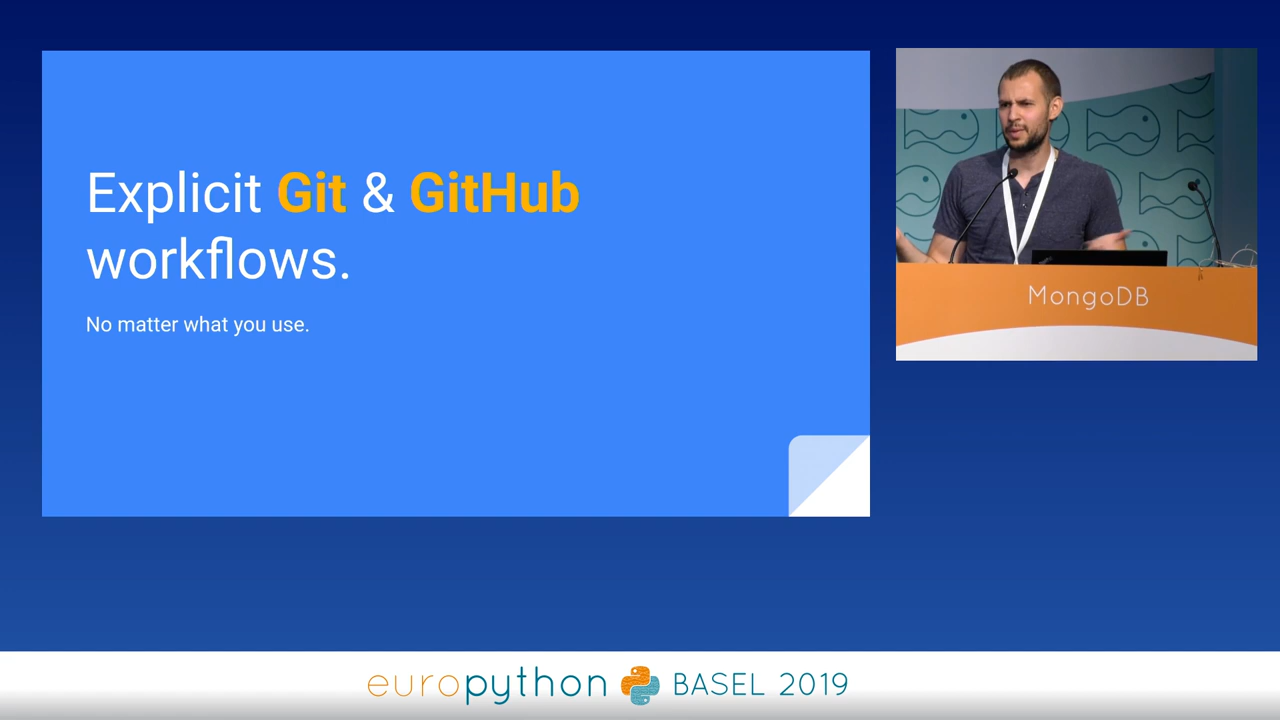 Explicit Git & GitHub
workflows.
No matter what you use.
MongoDB
europython BASEL 2019